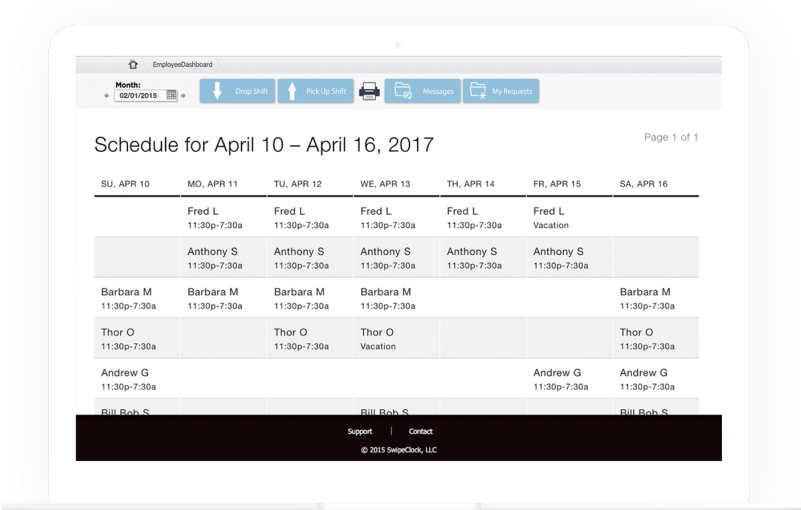 EmployeeDashboard
Month:
02/01/2015
Drop Shift
Pick Up Shift
Messages
My Requests
Schedule for April 10 – April 16, 2017
Page 1 of 1
SU, APR 10 MO, APR 11 TU, APR 12 WE, APR 13 TH, APR 14 FR, APR 15 SA, APR 16
Fred L Fred L Fred L Fred L Fred L
11:30p-7:30a 11:30p-7:30a 11:30p-7:30a 11:30p-7:30a Vacation
Anthony S Anthony S Anthony S Anthony S Anthony S
11:30p-7:30a 11:30p-7:30a 11:30p-7:30a 11:30p-7:30a 11:30p-7:30a
Barbara M Barbara M Barbara M Barbara M Barbara M
11:30p-7:30a 11:30p-7:30a 11:30p-7:30a 11:30p-7:30a 11:30p-7:30a
Thor O Thor O Thor O Thor O
11:30p-7:30a 11:30p-7:30a Vacation 11:30p-7:30a
Andrew G Andrew G Andrew G
11:30p-7:30a 11:30p-7:30a 11:30p-7:30a
Bill Bob S Bill Bob S Bill Bob S
Support | Contact
© 2015 SwipeClock, LLC